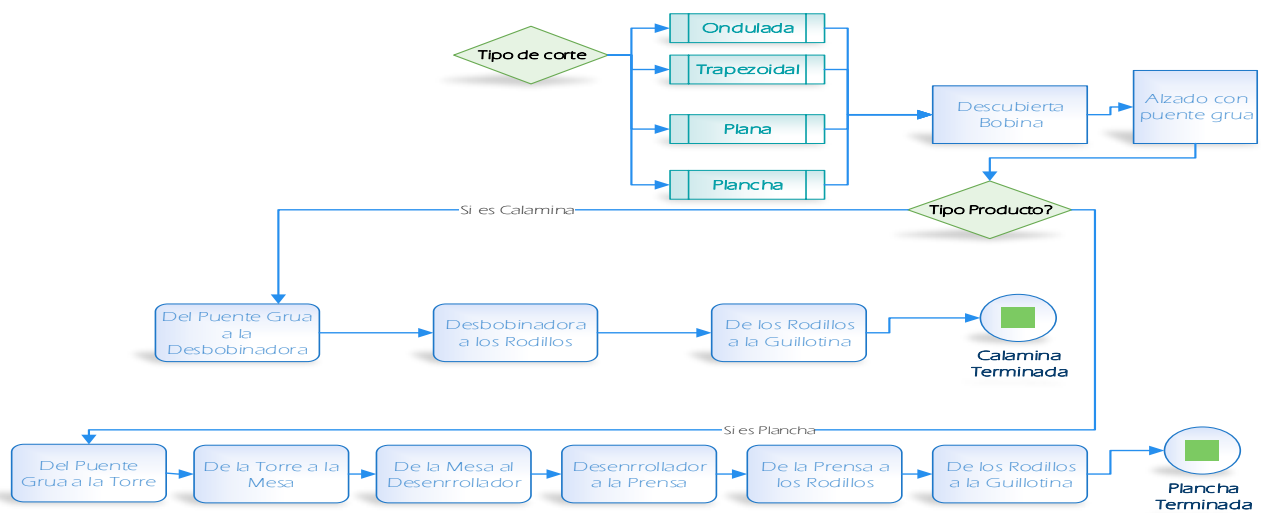 Tipo de corte
Ondulada
Trapezoidal
Plana
Plancha
Descubierta
Bobina
Alzado con
puente grua
Tipo Producto?
Si es Calamina
Del Puente Grua
a la
Desbobinadora
Desbobinadora
a los Rodillos
De los Rodillos
a la Guillotina
Calamina
Terminada
Si es Plancha
Del Puente
Grua a la Torre
De la Torre a la
Mesa
De la Mesa al
Desenrrollador
Desenrrollador
a la Prensa
De la Prensa a
los Rodillos
De los Rodillos
a la Guillotina
Plancha
Terminada